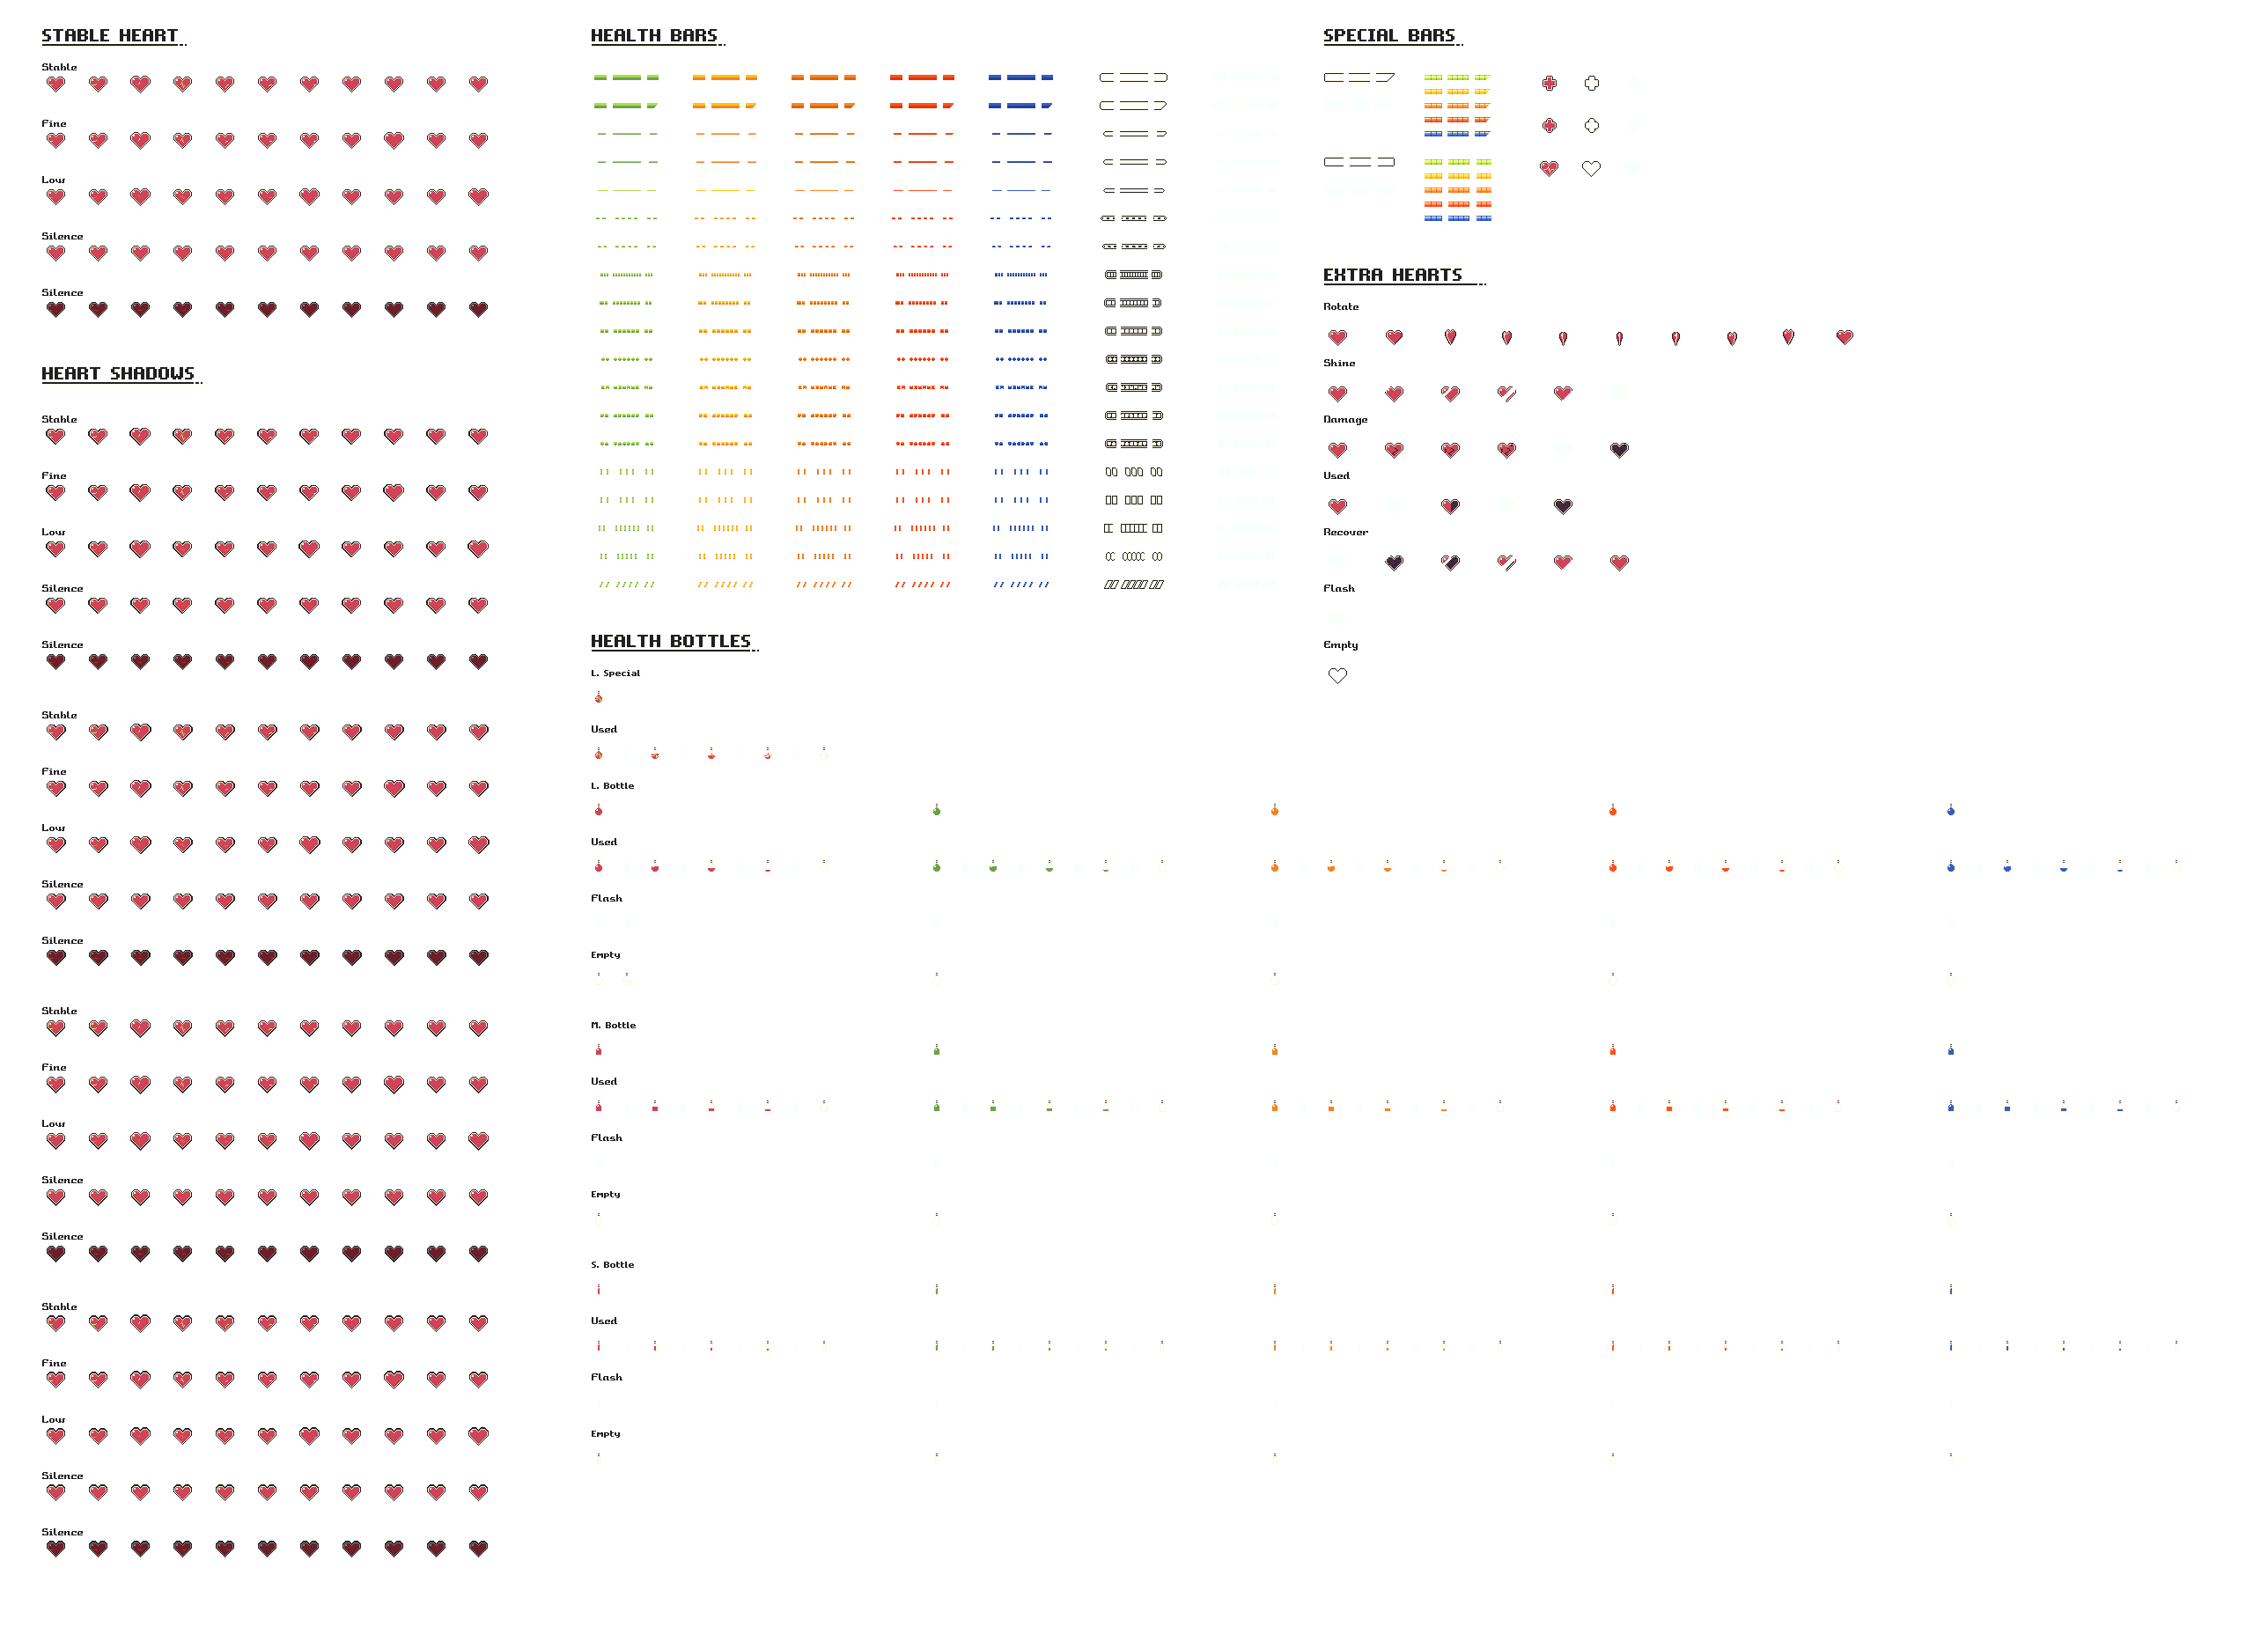 STABLE HEART
Stable
Fine
Low
Silence
Silence
HEART SHADOWS
Stable
Fine
Low
Silence
Silence
Stable
Fine
Low
Silence
Silence
Stable
Fine
Low
Silence
Silence
Stable
Fine
Low
Silence
Silence
HEALTH BARS
HEALTH BOTTLES
L. Special
Used
L. Bottle
Used
Flash
Empty
M. Bottle
Used
Flash
Empty
S. Bottle
Used
Flash
Empty
SPECIAL BARS
EXTRA HEARTS
Rotate
Shine
Damage
Used
Recover
Flash
Empty